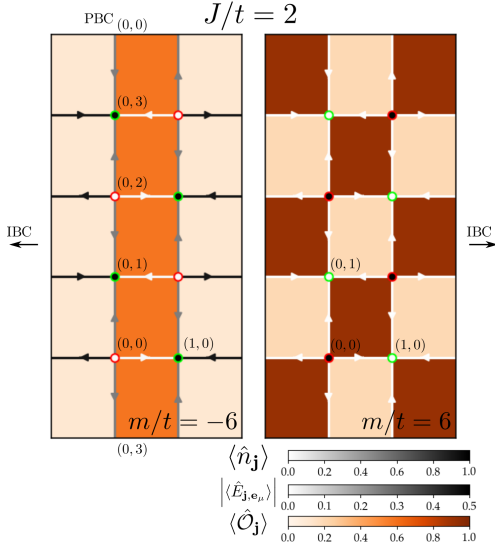 J/t = 2
PBC
(0, 0)
(0, 3)
(0, 2)
IBC
IBC
(0, 1)
(0, 1)
(0, 0)
(1, 0)
(0, 0)
(1, 0)
m/t = −6
m/t = 6
(0, 3)
⟨n̂_j⟩
0.0 0.2 0.4 0.6 0.8 1.0
|⟨Ê_{j,e_μ}⟩|
0.0 0.1 0.2 0.3 0.4 0.5
⟨Ô_j⟩
0.0 0.2 0.4 0.6 0.8 1.0